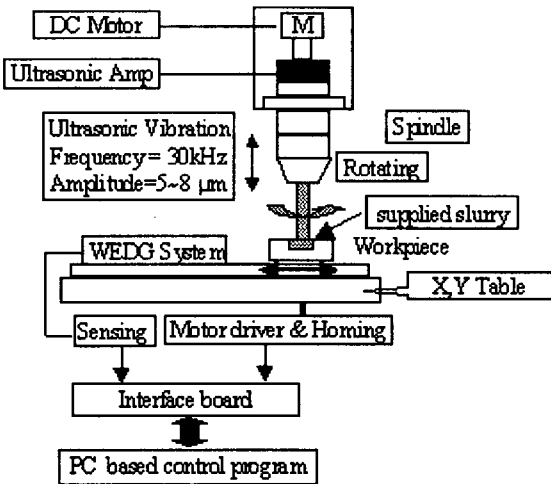 DC Motor
M
Ultrasonic Amp
Ultrasonic Vibration
Frequency = 30kHz
Amplitude=5~8 μm
Spindle
Rotating
supplied slurry
WEDG System
Workpiece
X,Y Table
Sensing
Motor driver & Homing
Interface board
PC based control program